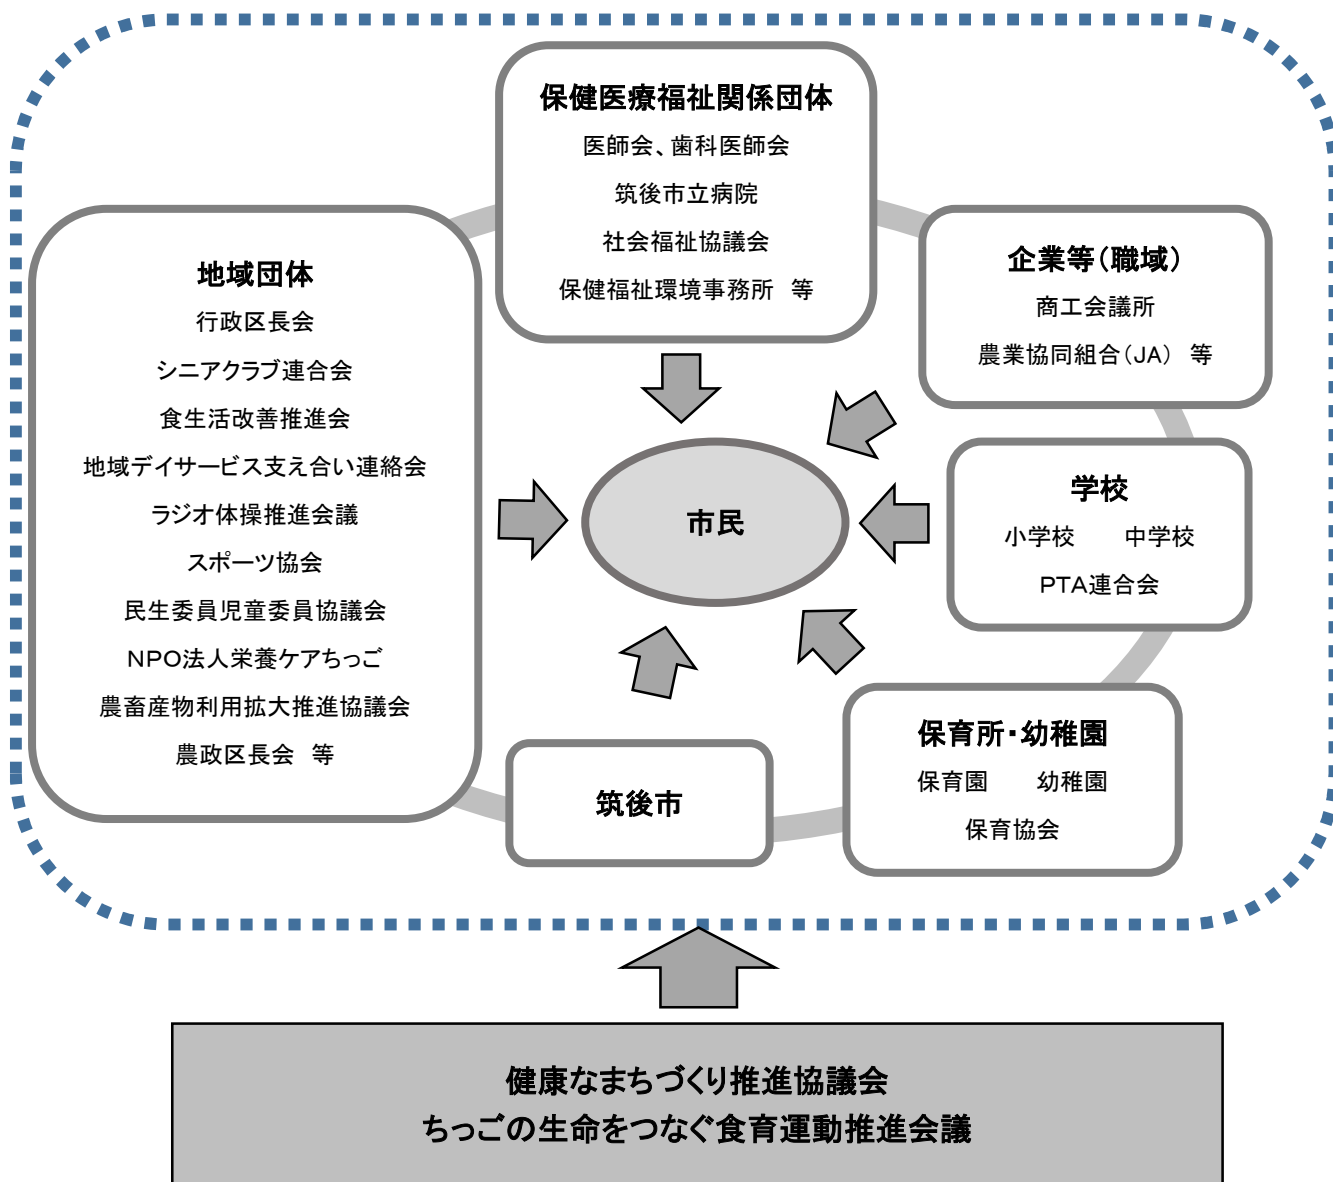 保健医療福祉関係団体
医師会、歯科医師会
筑後市立病院
社会福祉協議会
保健福祉環境事務所　等
地域団体
行政区長会
シニアクラブ連合会
食生活改善推進会
地域デイサービス支え合い連絡会
ラジオ体操推進会議
スポーツ協会
民生委員児童委員協議会
NPO法人栄養ケアちっご
農畜産物利用拡大推進協議会
農政区長会　等
企業等（職域）
商工会議所
農業協同組合（JA）　等
市民
学校
小学校　　中学校
PTA連合会
保育所・幼稚園
保育園　　幼稚園
保育協会
筑後市
健康なまちづくり推進協議会
ちっごの生命をつなぐ食育運動推進会議